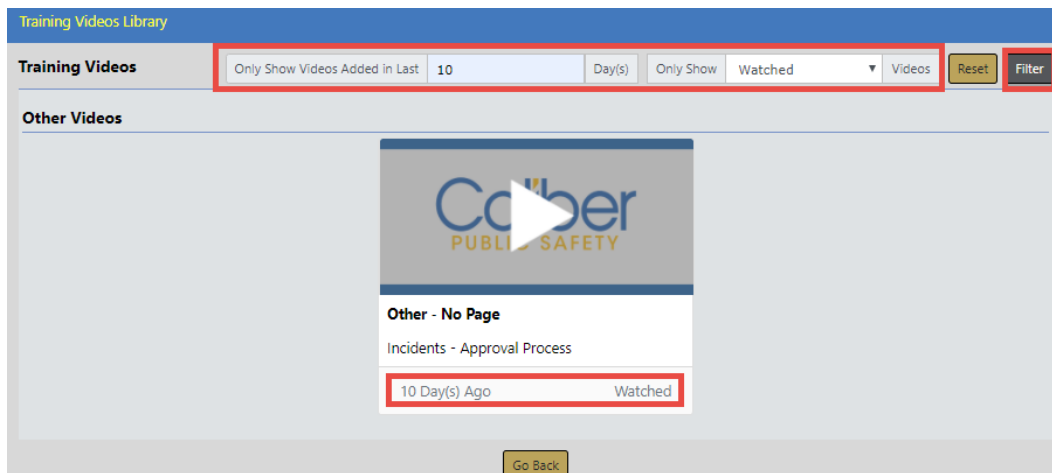 Training Videos Library
Training Videos Only Show Videos Added in Last 10 Day(s) Only Show Watched Videos Reset Filter
Other Videos
Caliber
PUBLIC SAFETY
Other - No Page
Incidents - Approval Process
10 Day(s) Ago Watched
Go Back